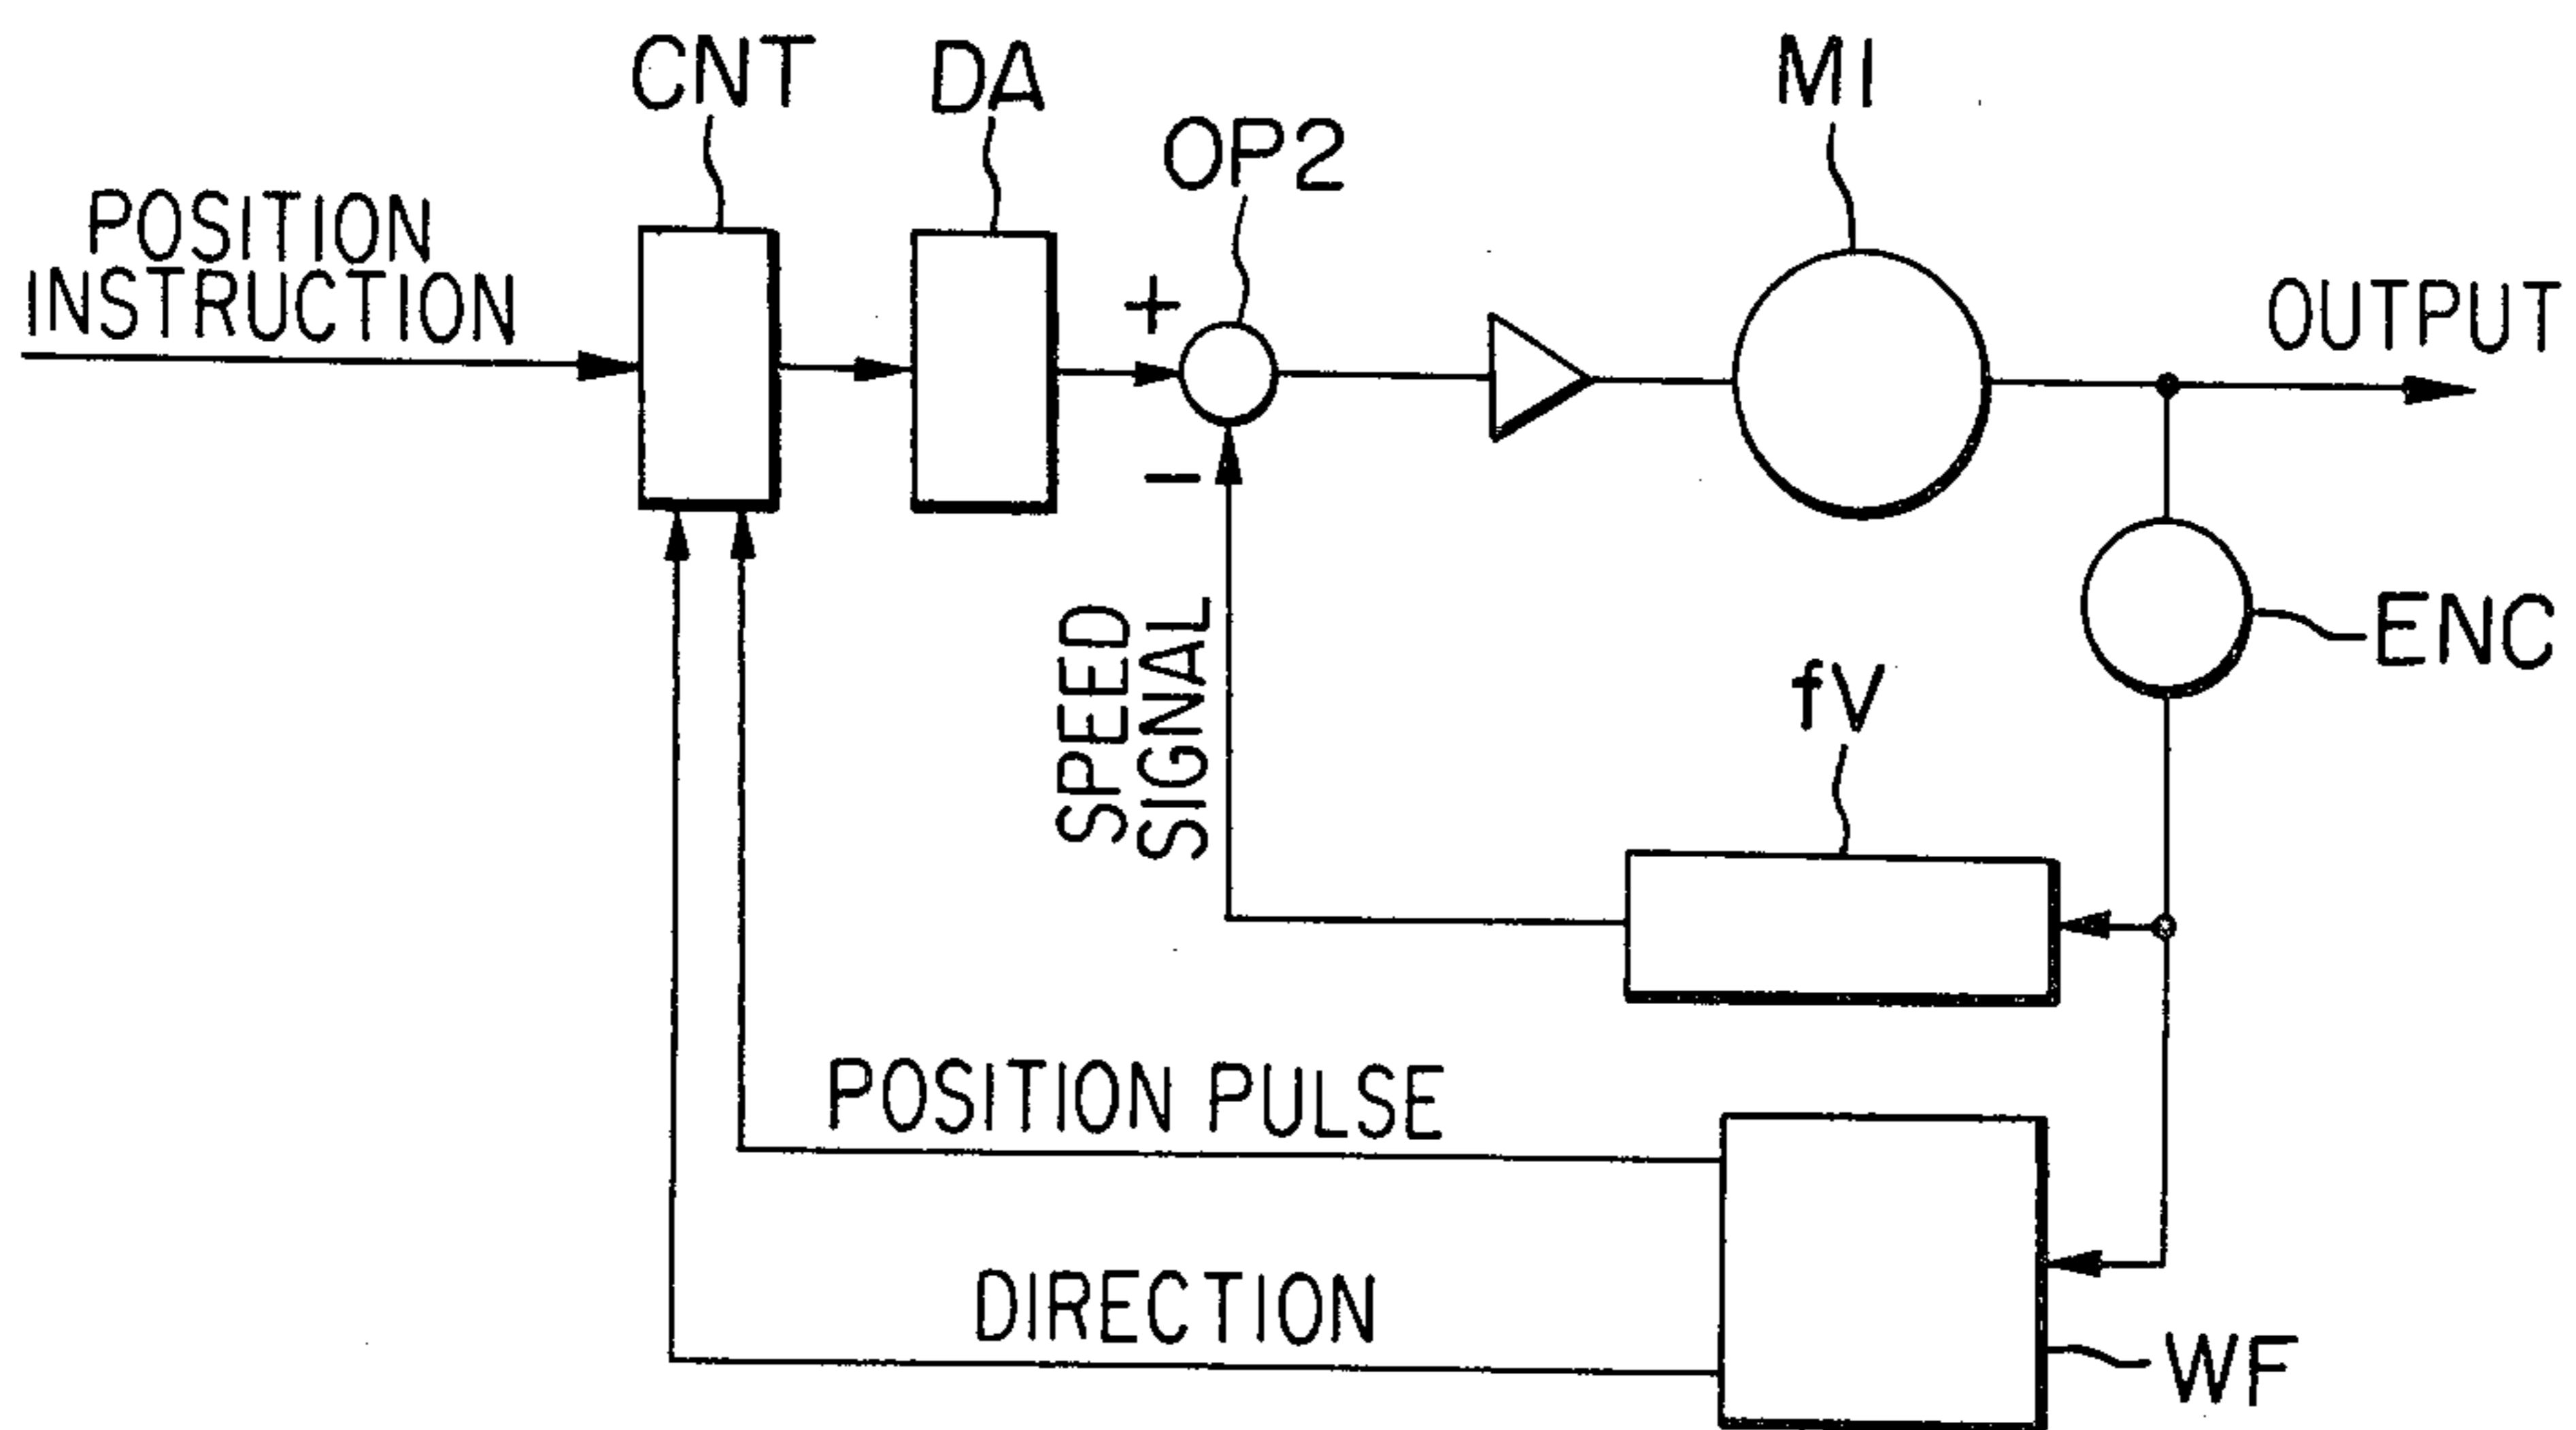 CNT
DA
OP2
MI
POSITION
INSTRUCTION
+
OUTPUT
−
ENC
SPEED
SIGNAL
fV
POSITION PULSE
DIRECTION
WF